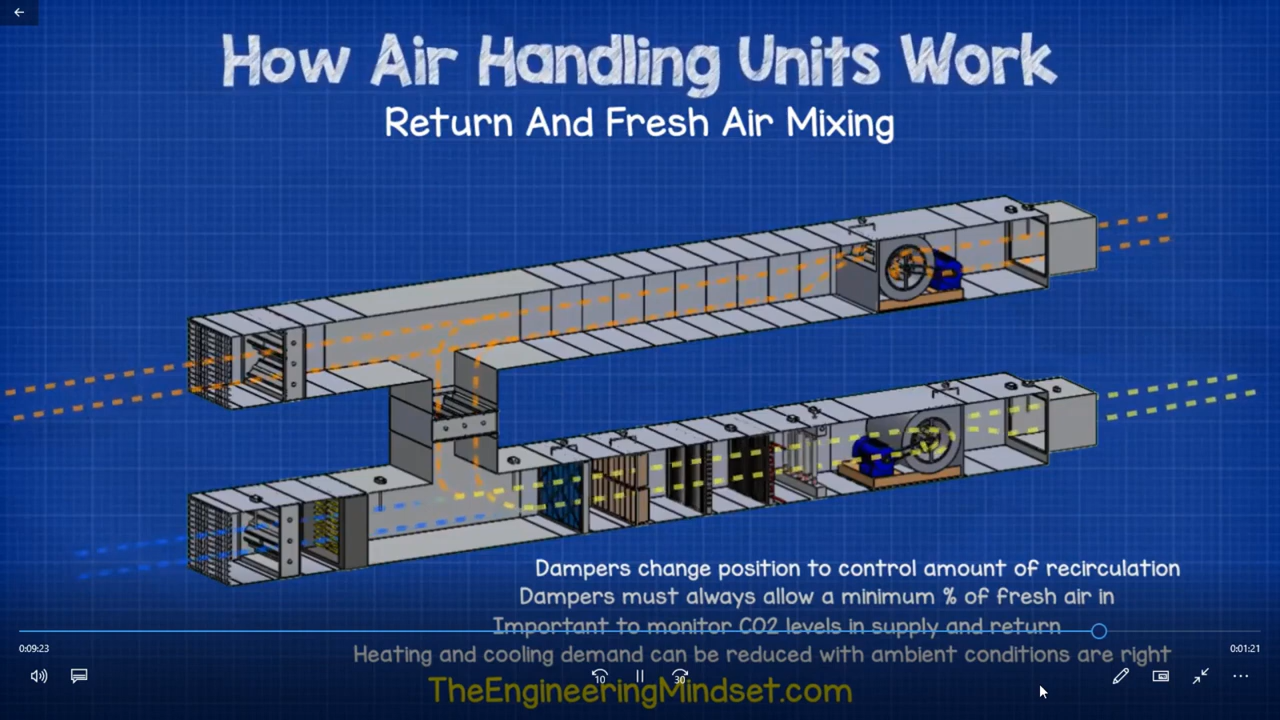 How Air Handling Units Work
Return And Fresh Air Mixing
Dampers change position to control amount of recirculation
Dampers must always allow a minimum % of fresh air in
Important to monitor CO2 levels in supply and return
0:09:23
0:01:21
Heating and cooling demand can be reduced with ambient conditions are right
10
30
TheEngineeringMindset.com